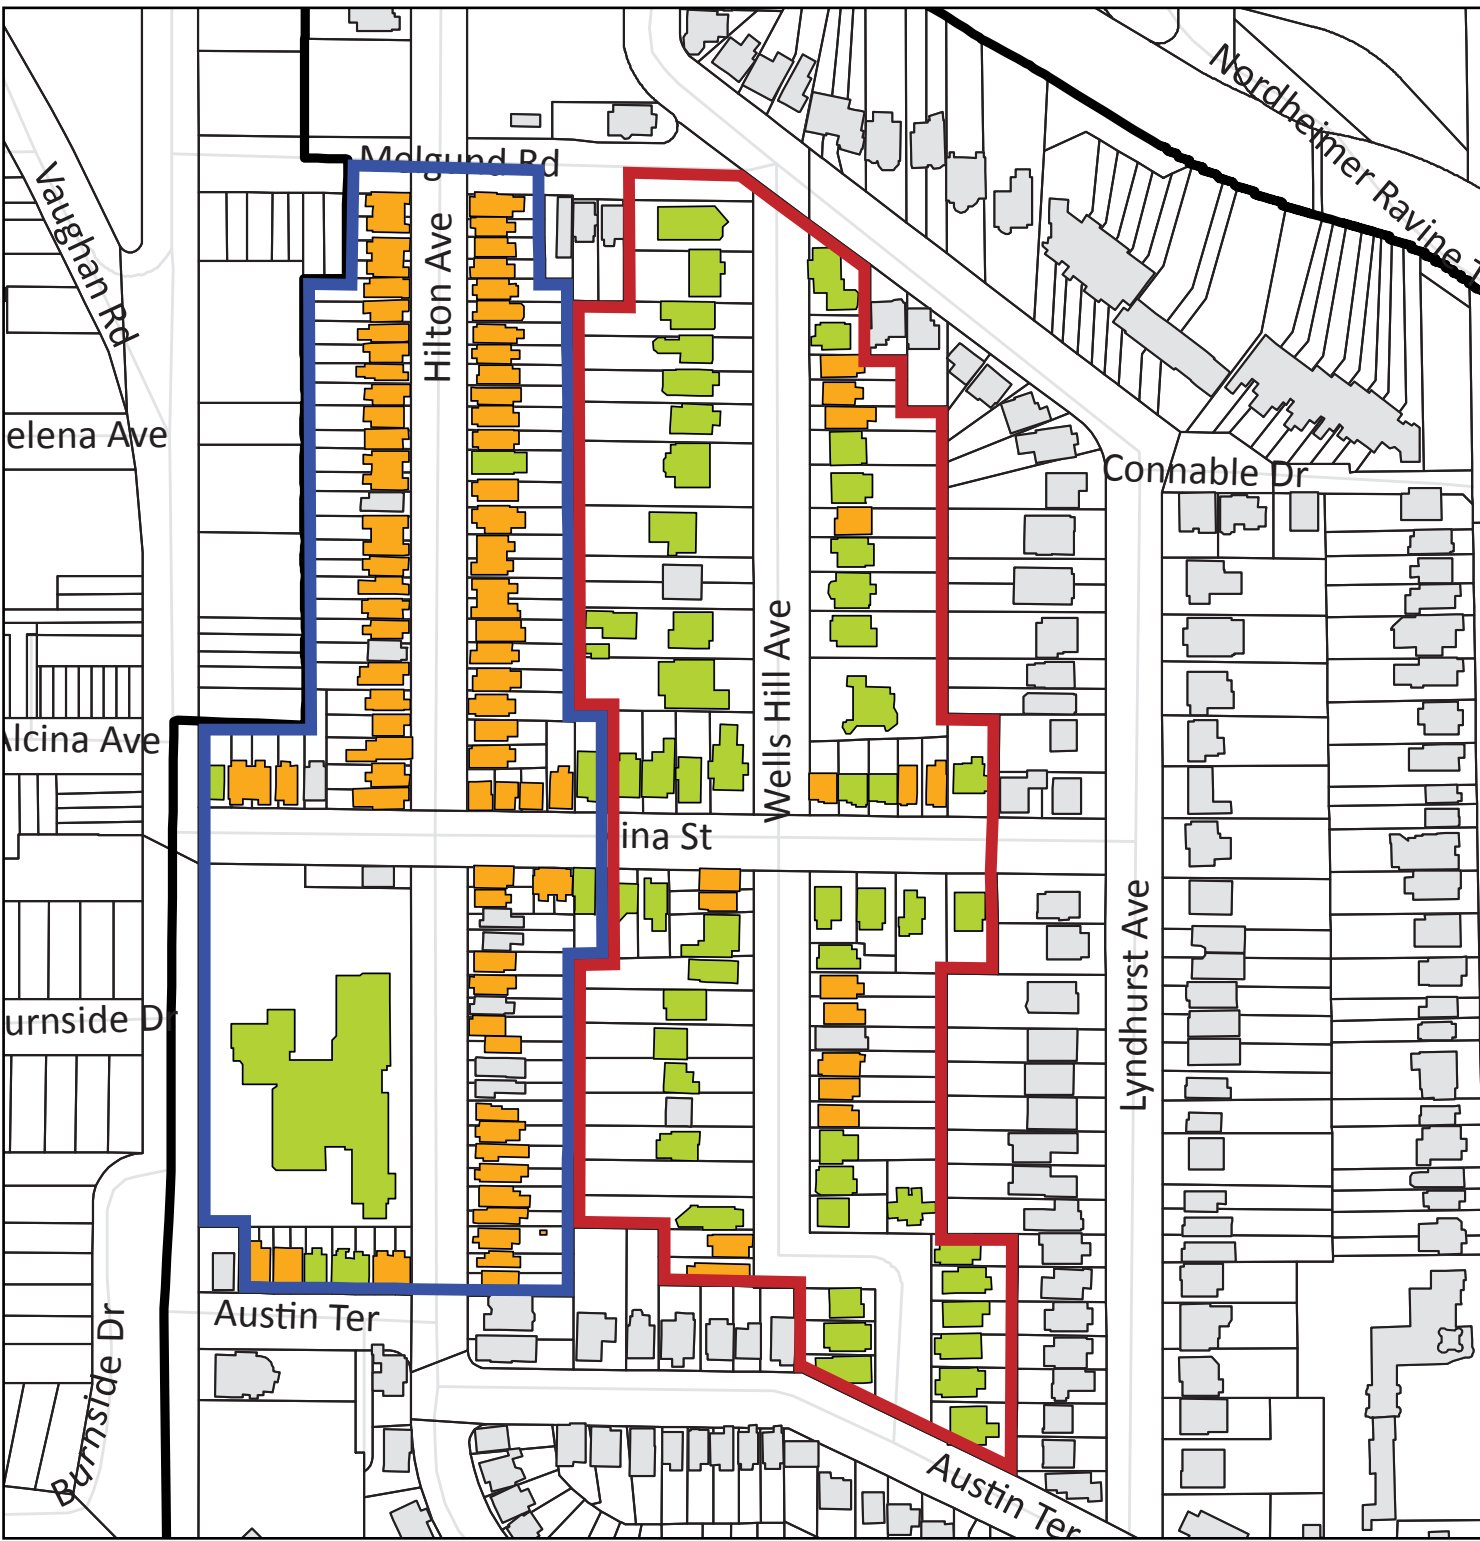 Nordheimer Ravine
Melgund Rd
Vaughan Rd
Hilton Ave
elena Ave
Connable Dr
Wells Hill Ave
Alcina Ave
ina St
Lyndhurst Ave
urnside Dr
Austin Ter
Burnside Dr
Austin Ter